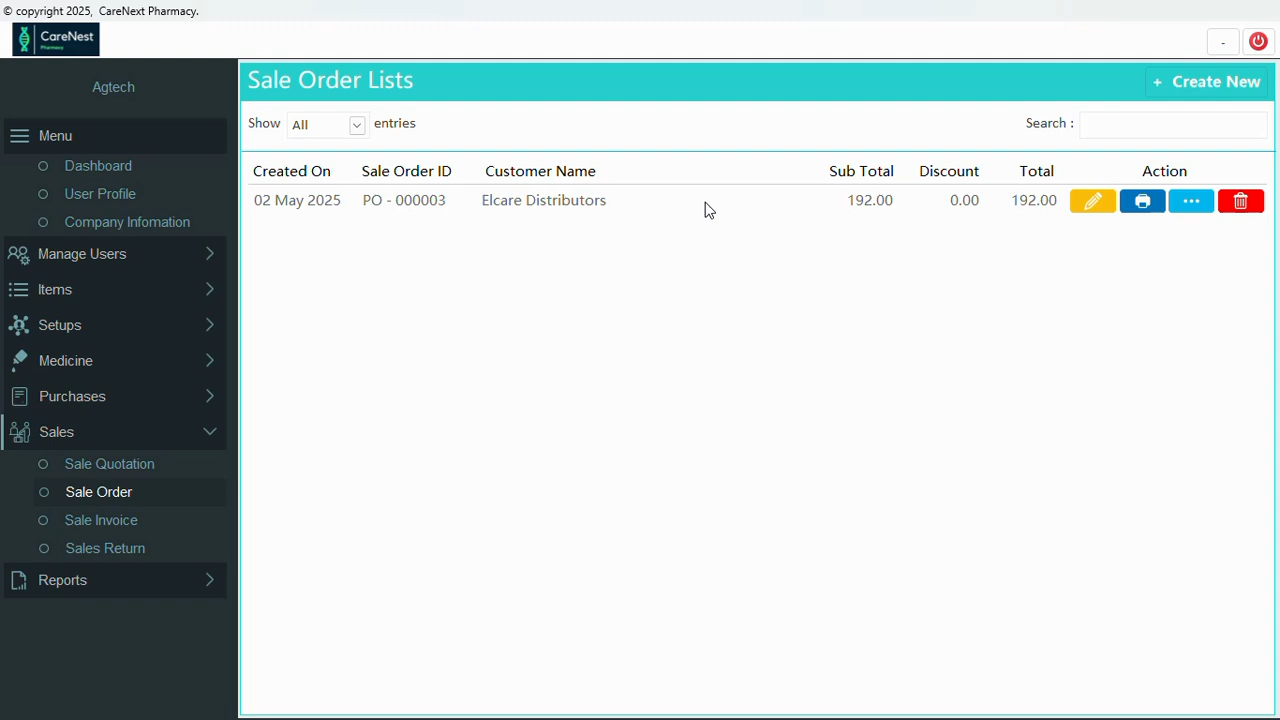 © copyright 2025, CareNext Pharmacy.
CareNest
Pharmacy
-
Agtech
Menu
Dashboard
User Profile
Company Infomation
Manage Users
Items
Setups
Medicine
Purchases
Sales
Sale Quotation
Sale Order
Sale Invoice
Sales Return
Reports
Sale Order Lists
+ Create New
Show All entries
Search :
Created On Sale Order ID Customer Name Sub Total Discount Total Action
02 May 2025 PO - 000003 Elcare Distributors 192.00 0.00 192.00